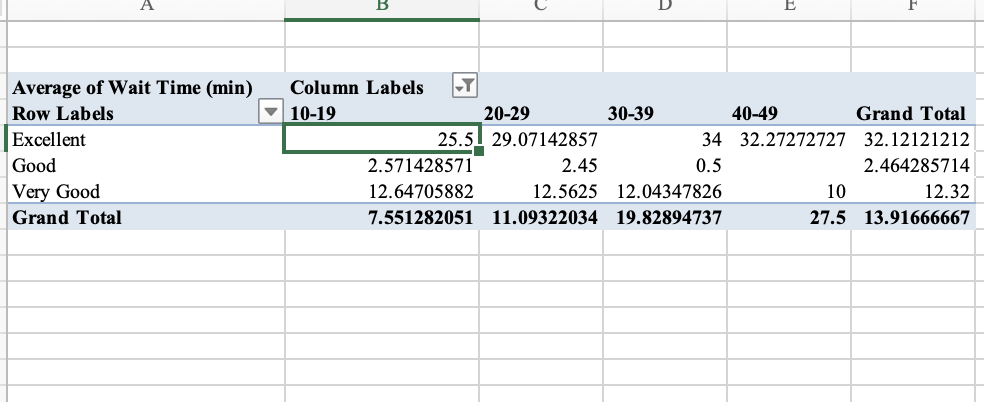 A B C D E F
Average of Wait Time (min) Column Labels
Row Labels 10-19 20-29 30-39 40-49 Grand Total
Excellent 25.5 29.07142857 34 32.27272727 32.12121212
Good 2.571428571 2.45 0.5 2.464285714
Very Good 12.64705882 12.5625 12.04347826 10 12.32
Grand Total 7.551282051 11.09322034 19.82894737 27.5 13.91666667